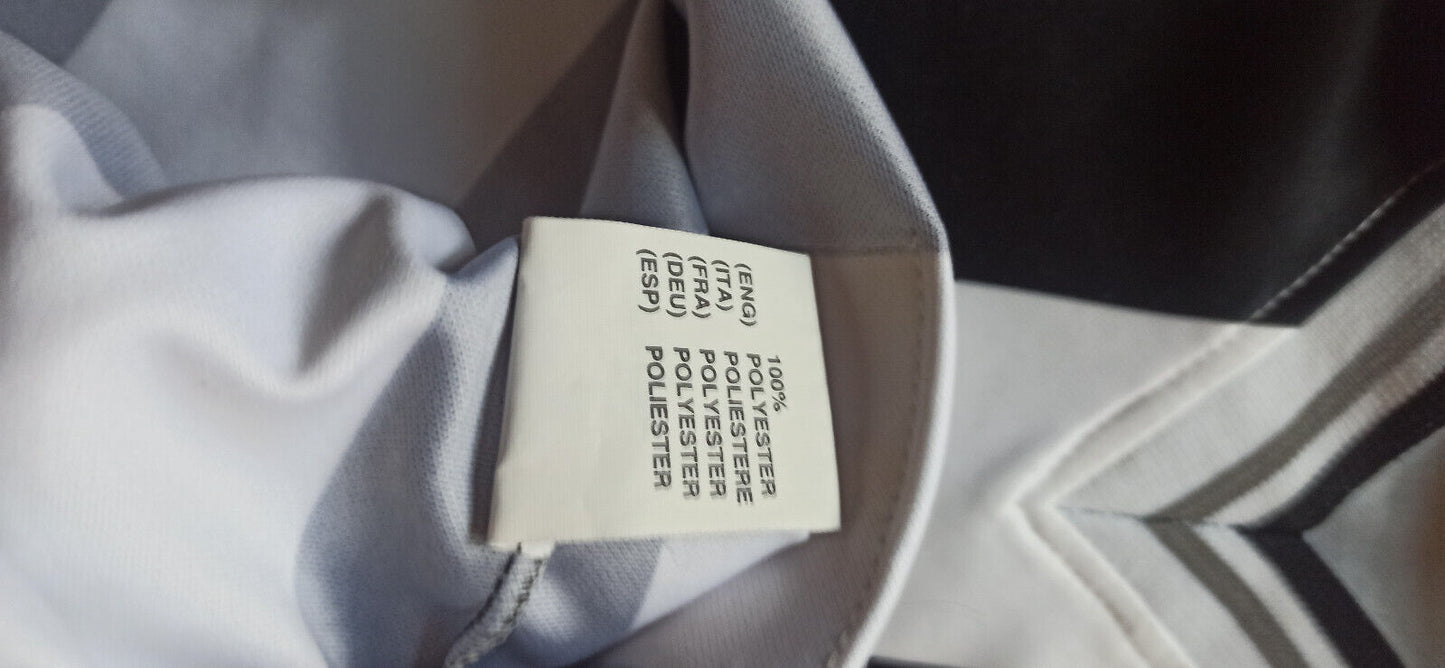 100%
(ENG) POLYESTER
(ITA) POLIESTERE
(FRA) POLYESTER
(DEU) POLYESTER
(ESP) POLIESTER